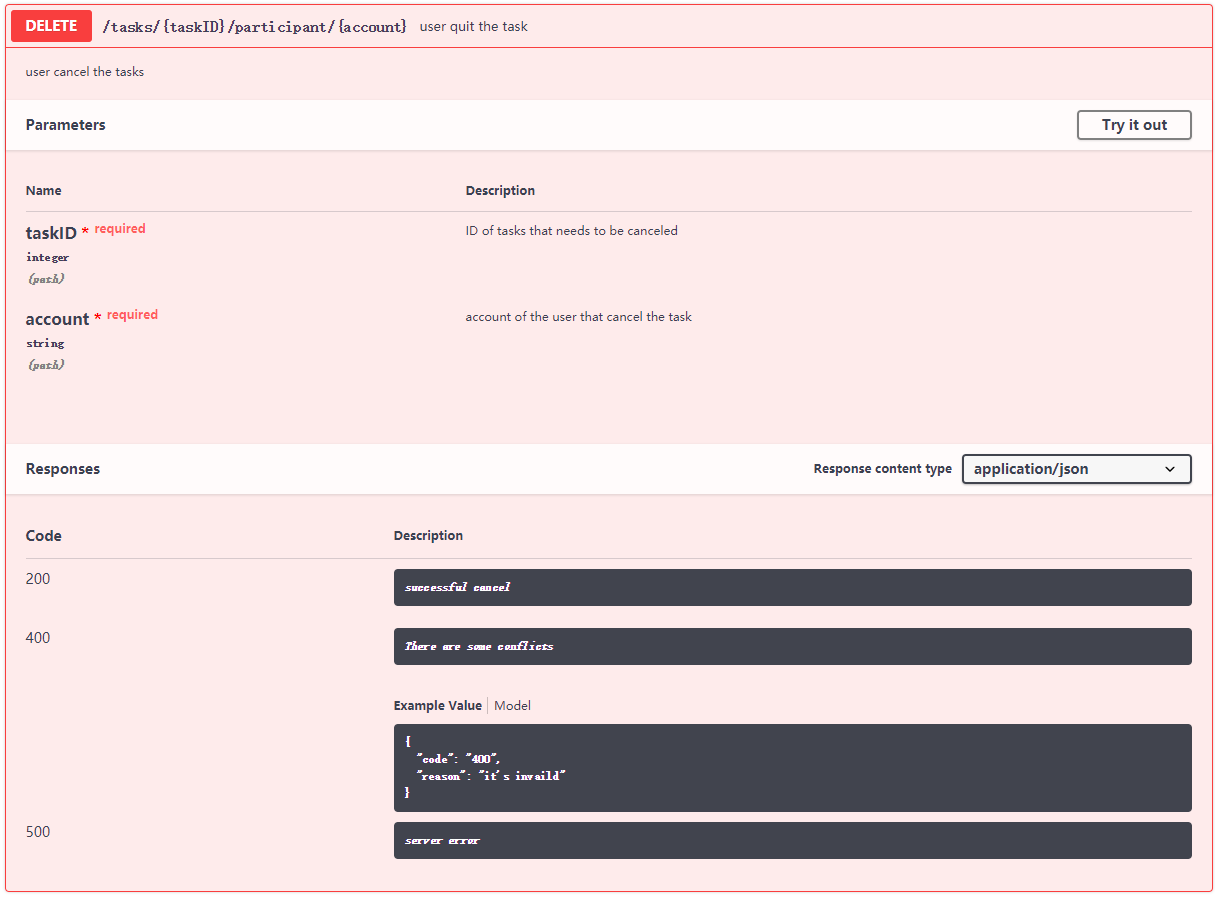 DELETE /tasks/{taskID}/participant/{account} user quit the task
user cancel the tasks
Parameters Try it out
Name Description
taskID * required ID of tasks that needs to be canceled
integer
(path)
account * required account of the user that cancel the task
string
(path)
Responses Response content type application/json
Code Description
200 successful cancel
400 There are some conflicts
Example Value Model
{
"code": "400",
"reason": "it's invaild"
}
500 server error